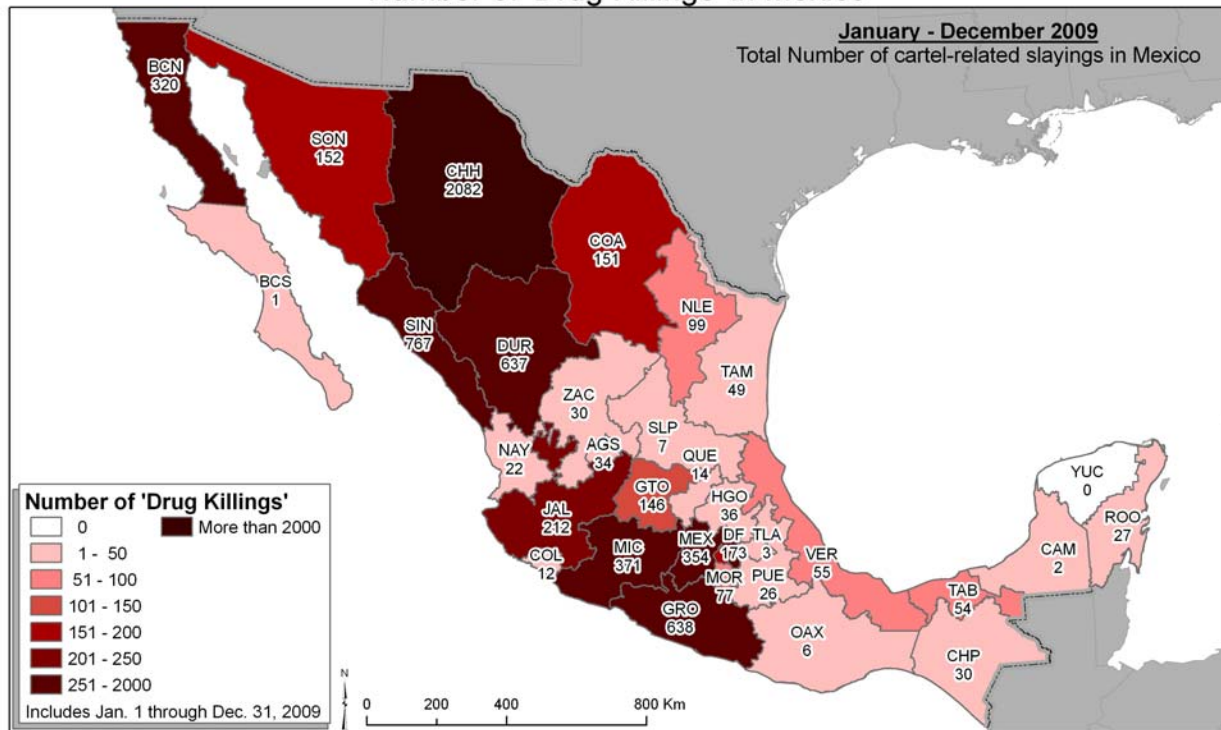 January - December 2009
Total Number of cartel-related slayings in Mexico
BCN
320
SON
152
CHH
2082
COA
151
BCS
1
NLE
99
SIN
767
DUR
637
TAM
49
ZAC
30
SLP
7
NAY
22
AGS
34
QUE
14
YUC
0
GTO
146
HGO
36
ROO
27
JAL
212
MEX
354
DF
173
TLA
3
VER
55
CAM
2
COL
12
MIC
371
MOR
77
PUE
26
TAB
54
GRO
638
OAX
6
CHP
30
Number of 'Drug Killings'
0
More than 2000
1 - 50
51 - 100
101 - 150
151 - 200
201 - 250
251 - 2000
Includes Jan. 1 through Dec. 31, 2009
N
0 200 400 800 Km